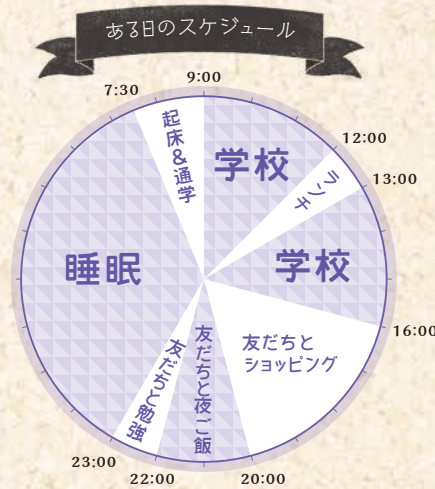 ある日のスケジュール
9:00
7:30
起床&通学
学校
12:00
ランチ
13:00
睡眠
学校
16:00
友だちと
ショッピング
友だちと夜ご飯
友だちと勉強
23:00
22:00
20:00